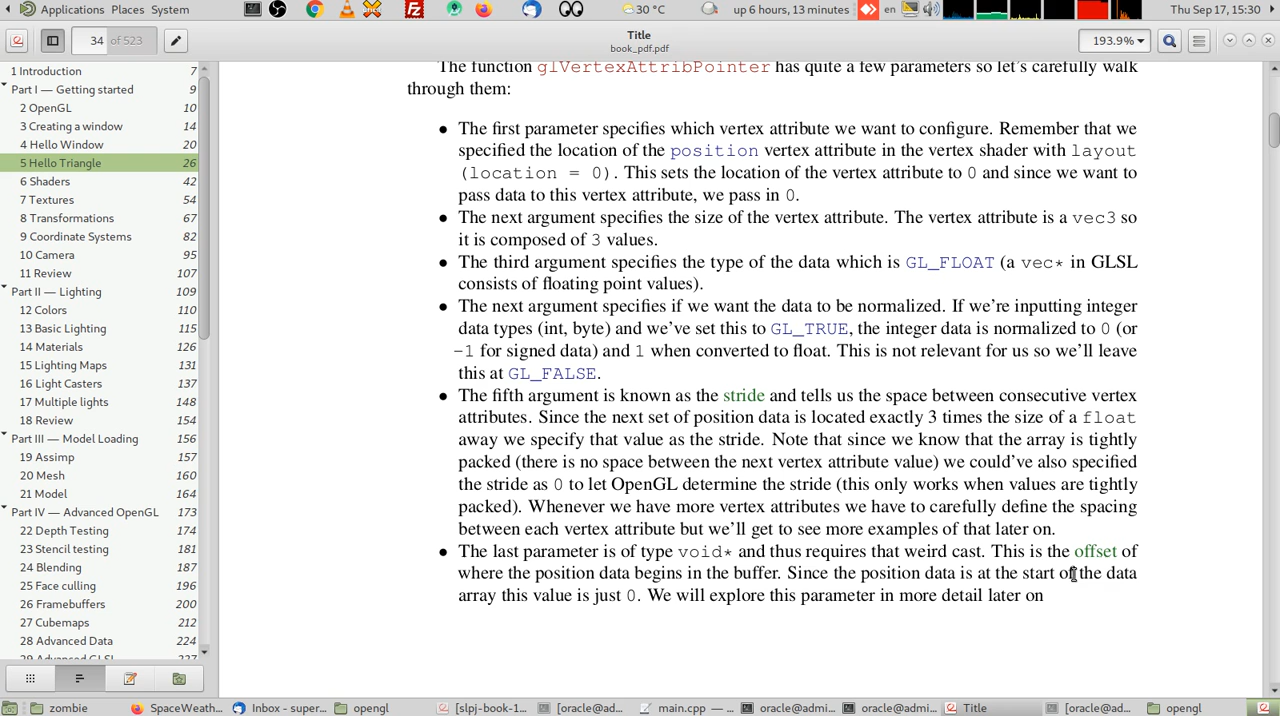 Applications Places System
30 °C
up 6 hours, 13 minutes
en
Thu Sep 17, 15:30
34 of 523
Title
book_pdf.pdf
193.9%
1 Introduction 7
Part I — Getting started 9
2 OpenGL 10
3 Creating a window 14
4 Hello Window 20
5 Hello Triangle 26
6 Shaders 42
7 Textures 54
8 Transformations 67
9 Coordinate Systems 82
10 Camera 95
11 Review 107
Part II — Lighting 109
12 Colors 110
13 Basic Lighting 115
14 Materials 126
15 Lighting Maps 131
16 Light Casters 137
17 Multiple lights 148
18 Review 154
Part III — Model Loading 156
19 Assimp 157
20 Mesh 160
21 Model 164
Part IV — Advanced OpenGL 173
22 Depth Testing 174
23 Stencil testing 181
24 Blending 187
25 Face culling 196
26 Framebuffers 200
27 Cubemaps 212
28 Advanced Data 224
29 Advanced GLSL 227
The function glVertexAttribPointer has quite a few parameters so let's carefully walk
through them:
• The first parameter specifies which vertex attribute we want to configure. Remember that we
specified the location of the position vertex attribute in the vertex shader with layout
(location = 0). This sets the location of the vertex attribute to 0 and since we want to
pass data to this vertex attribute, we pass in 0.
• The next argument specifies the size of the vertex attribute. The vertex attribute is a vec3 so
it is composed of 3 values.
• The third argument specifies the type of the data which is GL_FLOAT (a vec* in GLSL
consists of floating point values).
• The next argument specifies if we want the data to be normalized. If we're inputting integer
data types (int, byte) and we've set this to GL_TRUE, the integer data is normalized to 0 (or
-1 for signed data) and 1 when converted to float. This is not relevant for us so we'll leave
this at GL_FALSE.
• The fifth argument is known as the stride and tells us the space between consecutive vertex
attributes. Since the next set of position data is located exactly 3 times the size of a float
away we specify that value as the stride. Note that since we know that the array is tightly
packed (there is no space between the next vertex attribute value) we could've also specified
the stride as 0 to let OpenGL determine the stride (this only works when values are tightly
packed). Whenever we have more vertex attributes we have to carefully define the spacing
between each vertex attribute but we'll get to see more examples of that later on.
• The last parameter is of type void* and thus requires that weird cast. This is the offset of
where the position data begins in the buffer. Since the position data is at the start of the data
array this value is just 0. We will explore this parameter in more detail later on
zombie
SpaceWeath...
Inbox - super...
opengl
[slpj-book-1...
[oracle@ad...
main.cpp —...
oracle@admi...
oracle@admi...
Title
[oracle@ad...
opengl